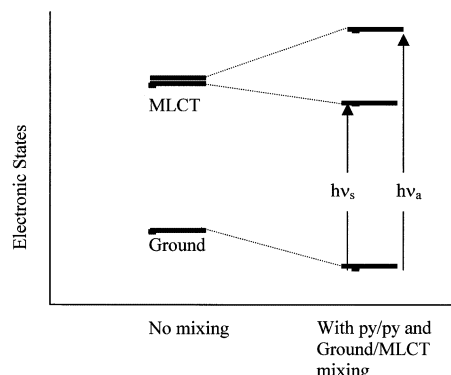 Electronic States
MLCT
hνs
hνa
Ground
No mixing
With py/py and
Ground/MLCT
mixing